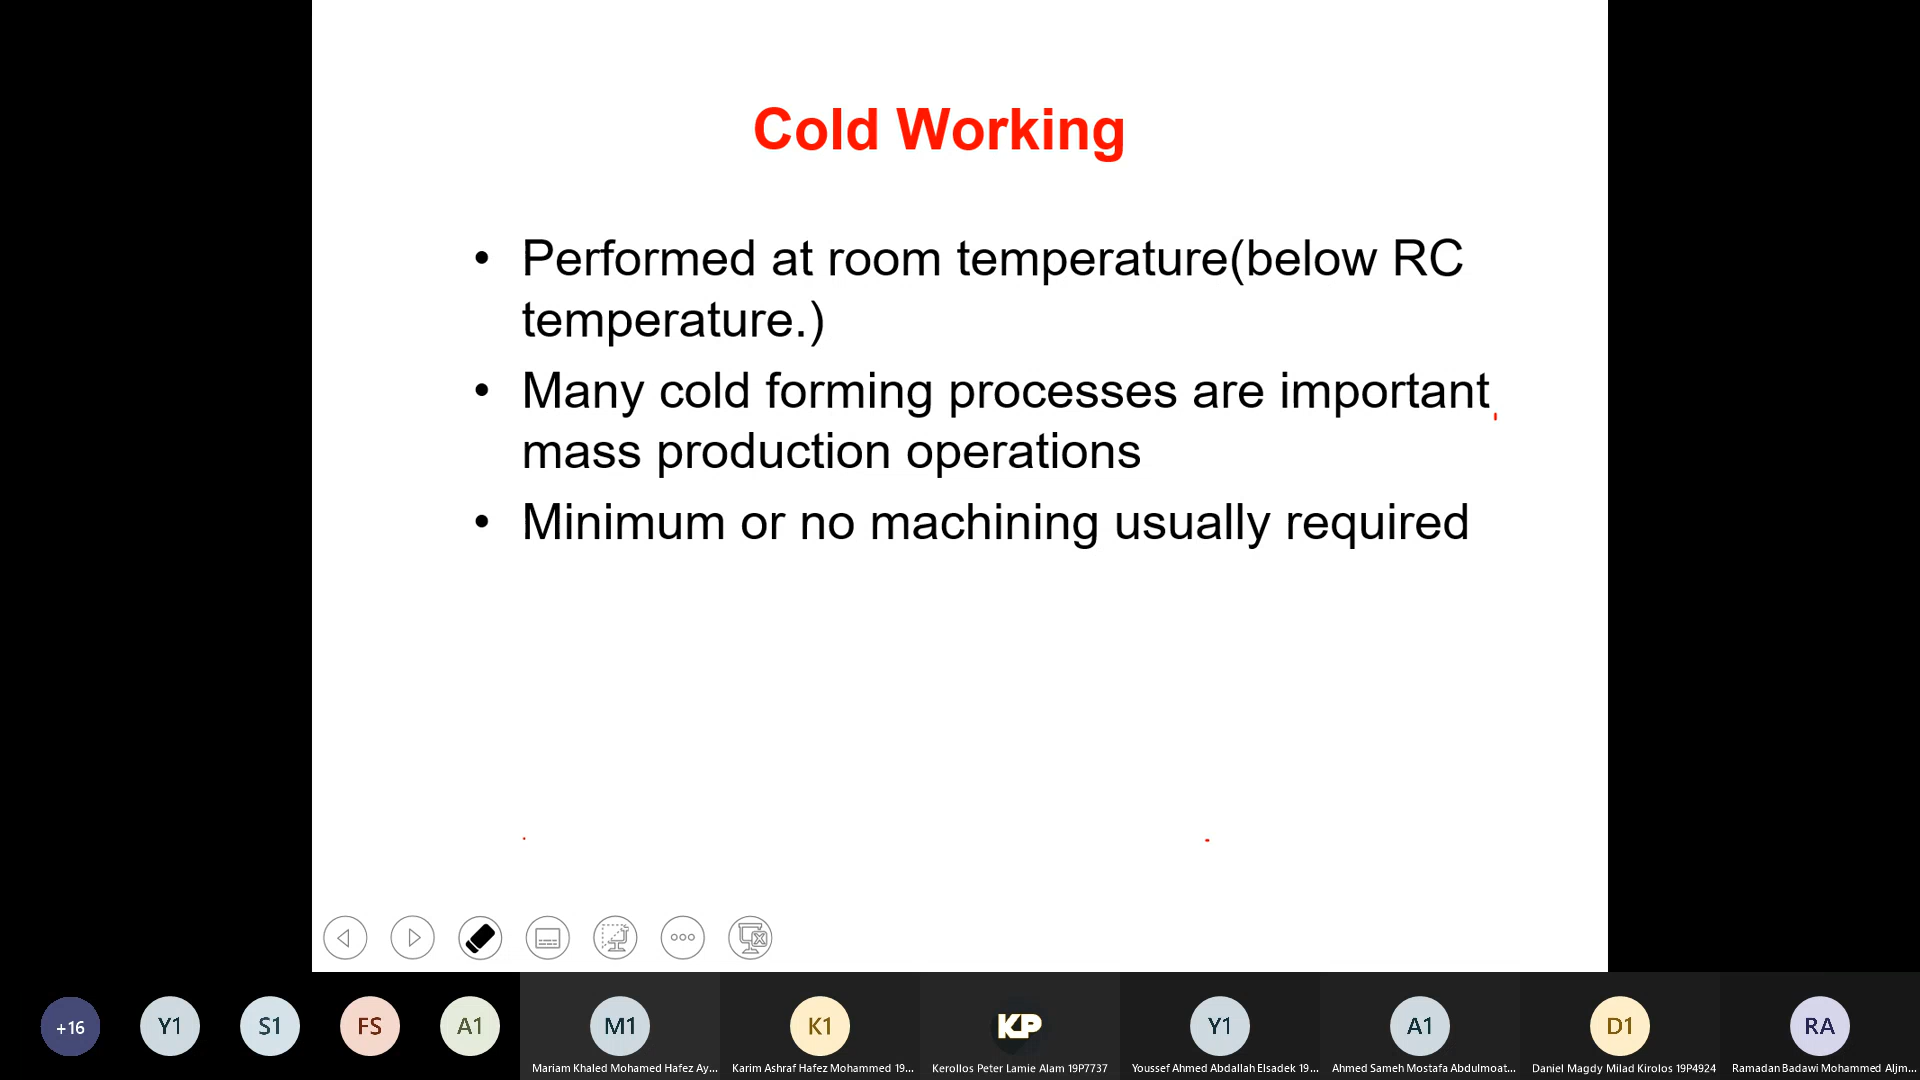 Cold Working
• Performed at room temperature(below RC
temperature.)
• Many cold forming processes are important
mass production operations
• Minimum or no machining usually required
+16
Y1
S1
FS
A1
M1
K1
KP
Y1
A1
D1
RA
Mariam Khaled Mohamed Hafez Ay...
Karim Ashraf Hafez Mohammed 19...
Kerollos Peter Lamie Alam 19P7737
Youssef Ahmed Abdallah Elsadek 19...
Ahmed Sameh Mostafa Abdulmoat...
Daniel Magdy Milad Kirolos 19P4924
Ramadan Badawi Mohammed Aljm...